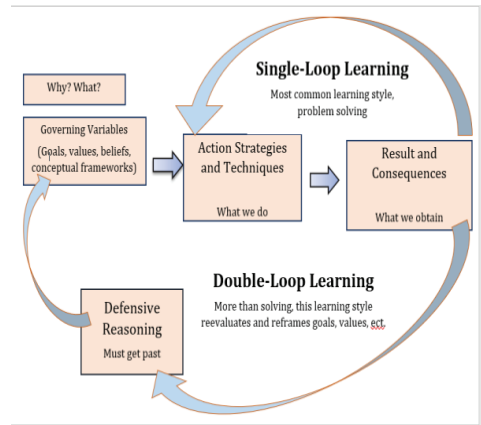 Single-Loop Learning
Most common learning style,
problem solving
Why? What?
Governing Variables
(Goals, values, beliefs,
conceptual frameworks)
Action Strategies
and Techniques
What we do
Result and
Consequences
What we obtain
Double-Loop Learning
More than solving, this learning style
reevaluates and reframes goals, values, ect.
Defensive
Reasoning
Must get past